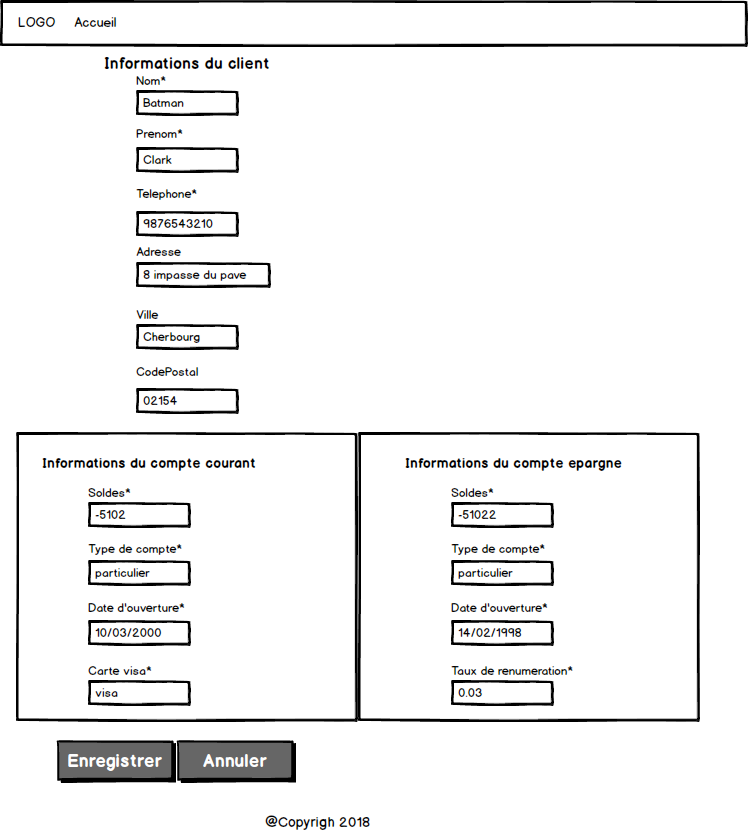 LOGO Accueil
Informations du client
Nom*
Batman
Prenom*
Clark
Telephone*
9876543210
Adresse
8 impasse du pave
Ville
Cherbourg
CodePostal
02154
Informations du compte courant
Soldes*
-5102
Type de compte*
particulier
Date d'ouverture*
10/03/2000
Carte visa*
visa
Informations du compte epargne
Soldes*
-51022
Type de compte*
particulier
Date d'ouverture*
14/02/1998
Taux de renumeration*
0.03
Enregistrer Annuler
@Copyrigh 2018